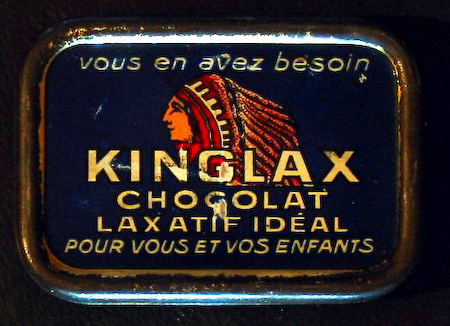 vous en avez besoin
KINGLAX
CHOCOLAT
LAXATIF IDÉAL
POUR VOUS ET VOS ENFANTS